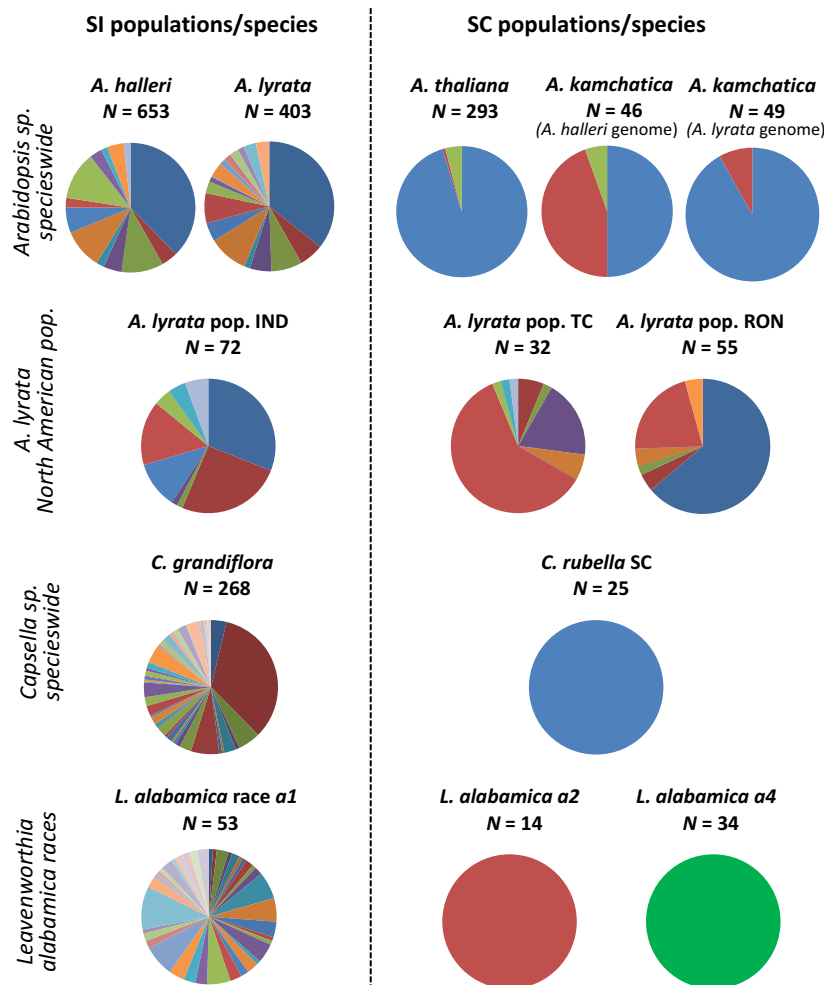 SI populations/species
SC populations/species
Arabidopsis sp.
specieswide
A. halleri
N = 653
A. lyrata
N = 403
A. thaliana
N = 293
A. kamchatica
N = 46
(A. halleri genome)
A. kamchatica
N = 49
(A. lyrata genome)
A. lyrata
North American pop.
A. lyrata pop. IND
N = 72
A. lyrata pop. TC
N = 32
A. lyrata pop. RON
N = 55
Capsella sp.
specieswide
C. grandiflora
N = 268
C. rubella SC
N = 25
Leavenworthia
alabamica races
L. alabamica race a1
N = 53
L. alabamica a2
N = 14
L. alabamica a4
N = 34